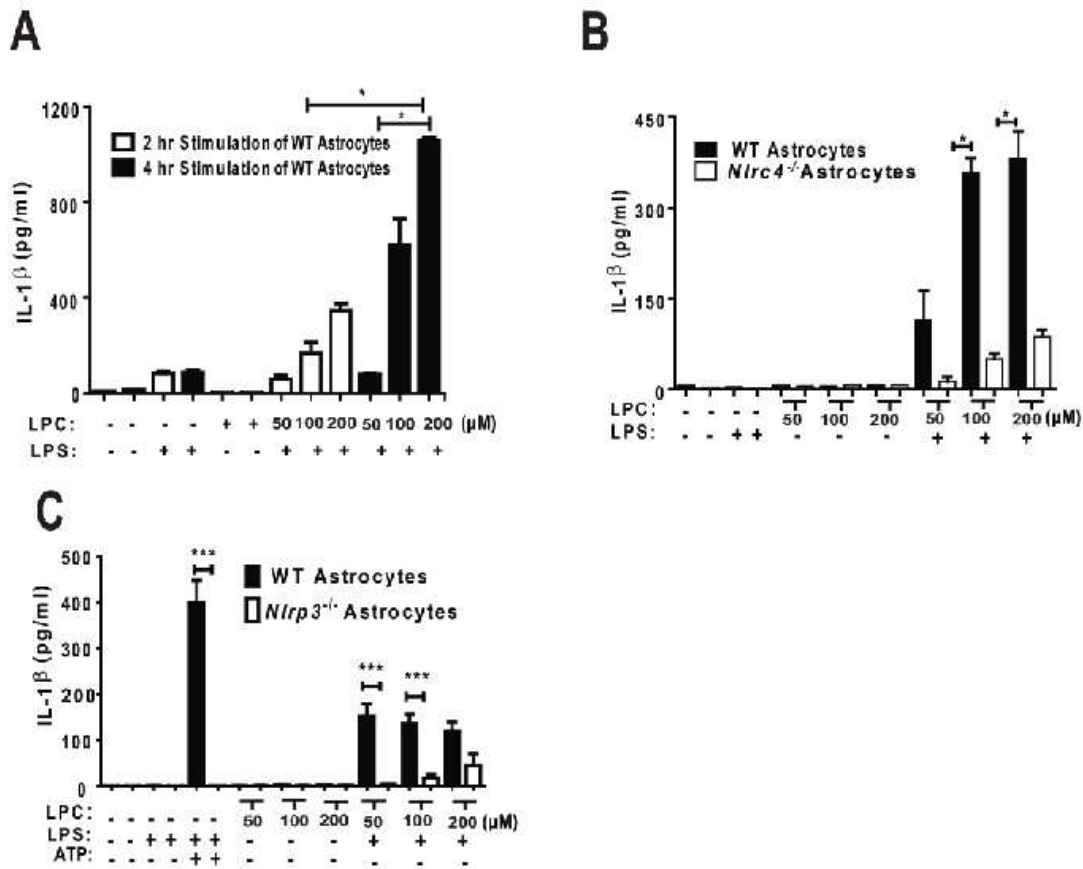 A
1200
800
400
0
IL-1β (pg/ml)
*
*
2 hr Stimulation of WT Astrocytes
4 hr Stimulation of WT Astrocytes
LPC: - - - - + + 50 100 200 50 100 200 (µM)
LPS: - - + + - - + + + + + +
B
450
300
150
0
IL-1β (pg/ml)
*
*
WT Astrocytes
Nlrc4-/- Astrocytes
LPC: - - - - 50 100 200 50 100 200 (µM)
LPS: - - + + - - - + + +
C
500
400
300
200
100
0
IL-1β (pg/ml)
***
***
***
WT Astrocytes
Nlrp3-/- Astrocytes
LPC: - - - - - - 50 100 200 50 100 200 (µM)
LPS: - - + + + + - - - + + +
ATP: - - - - + + - - - - - -